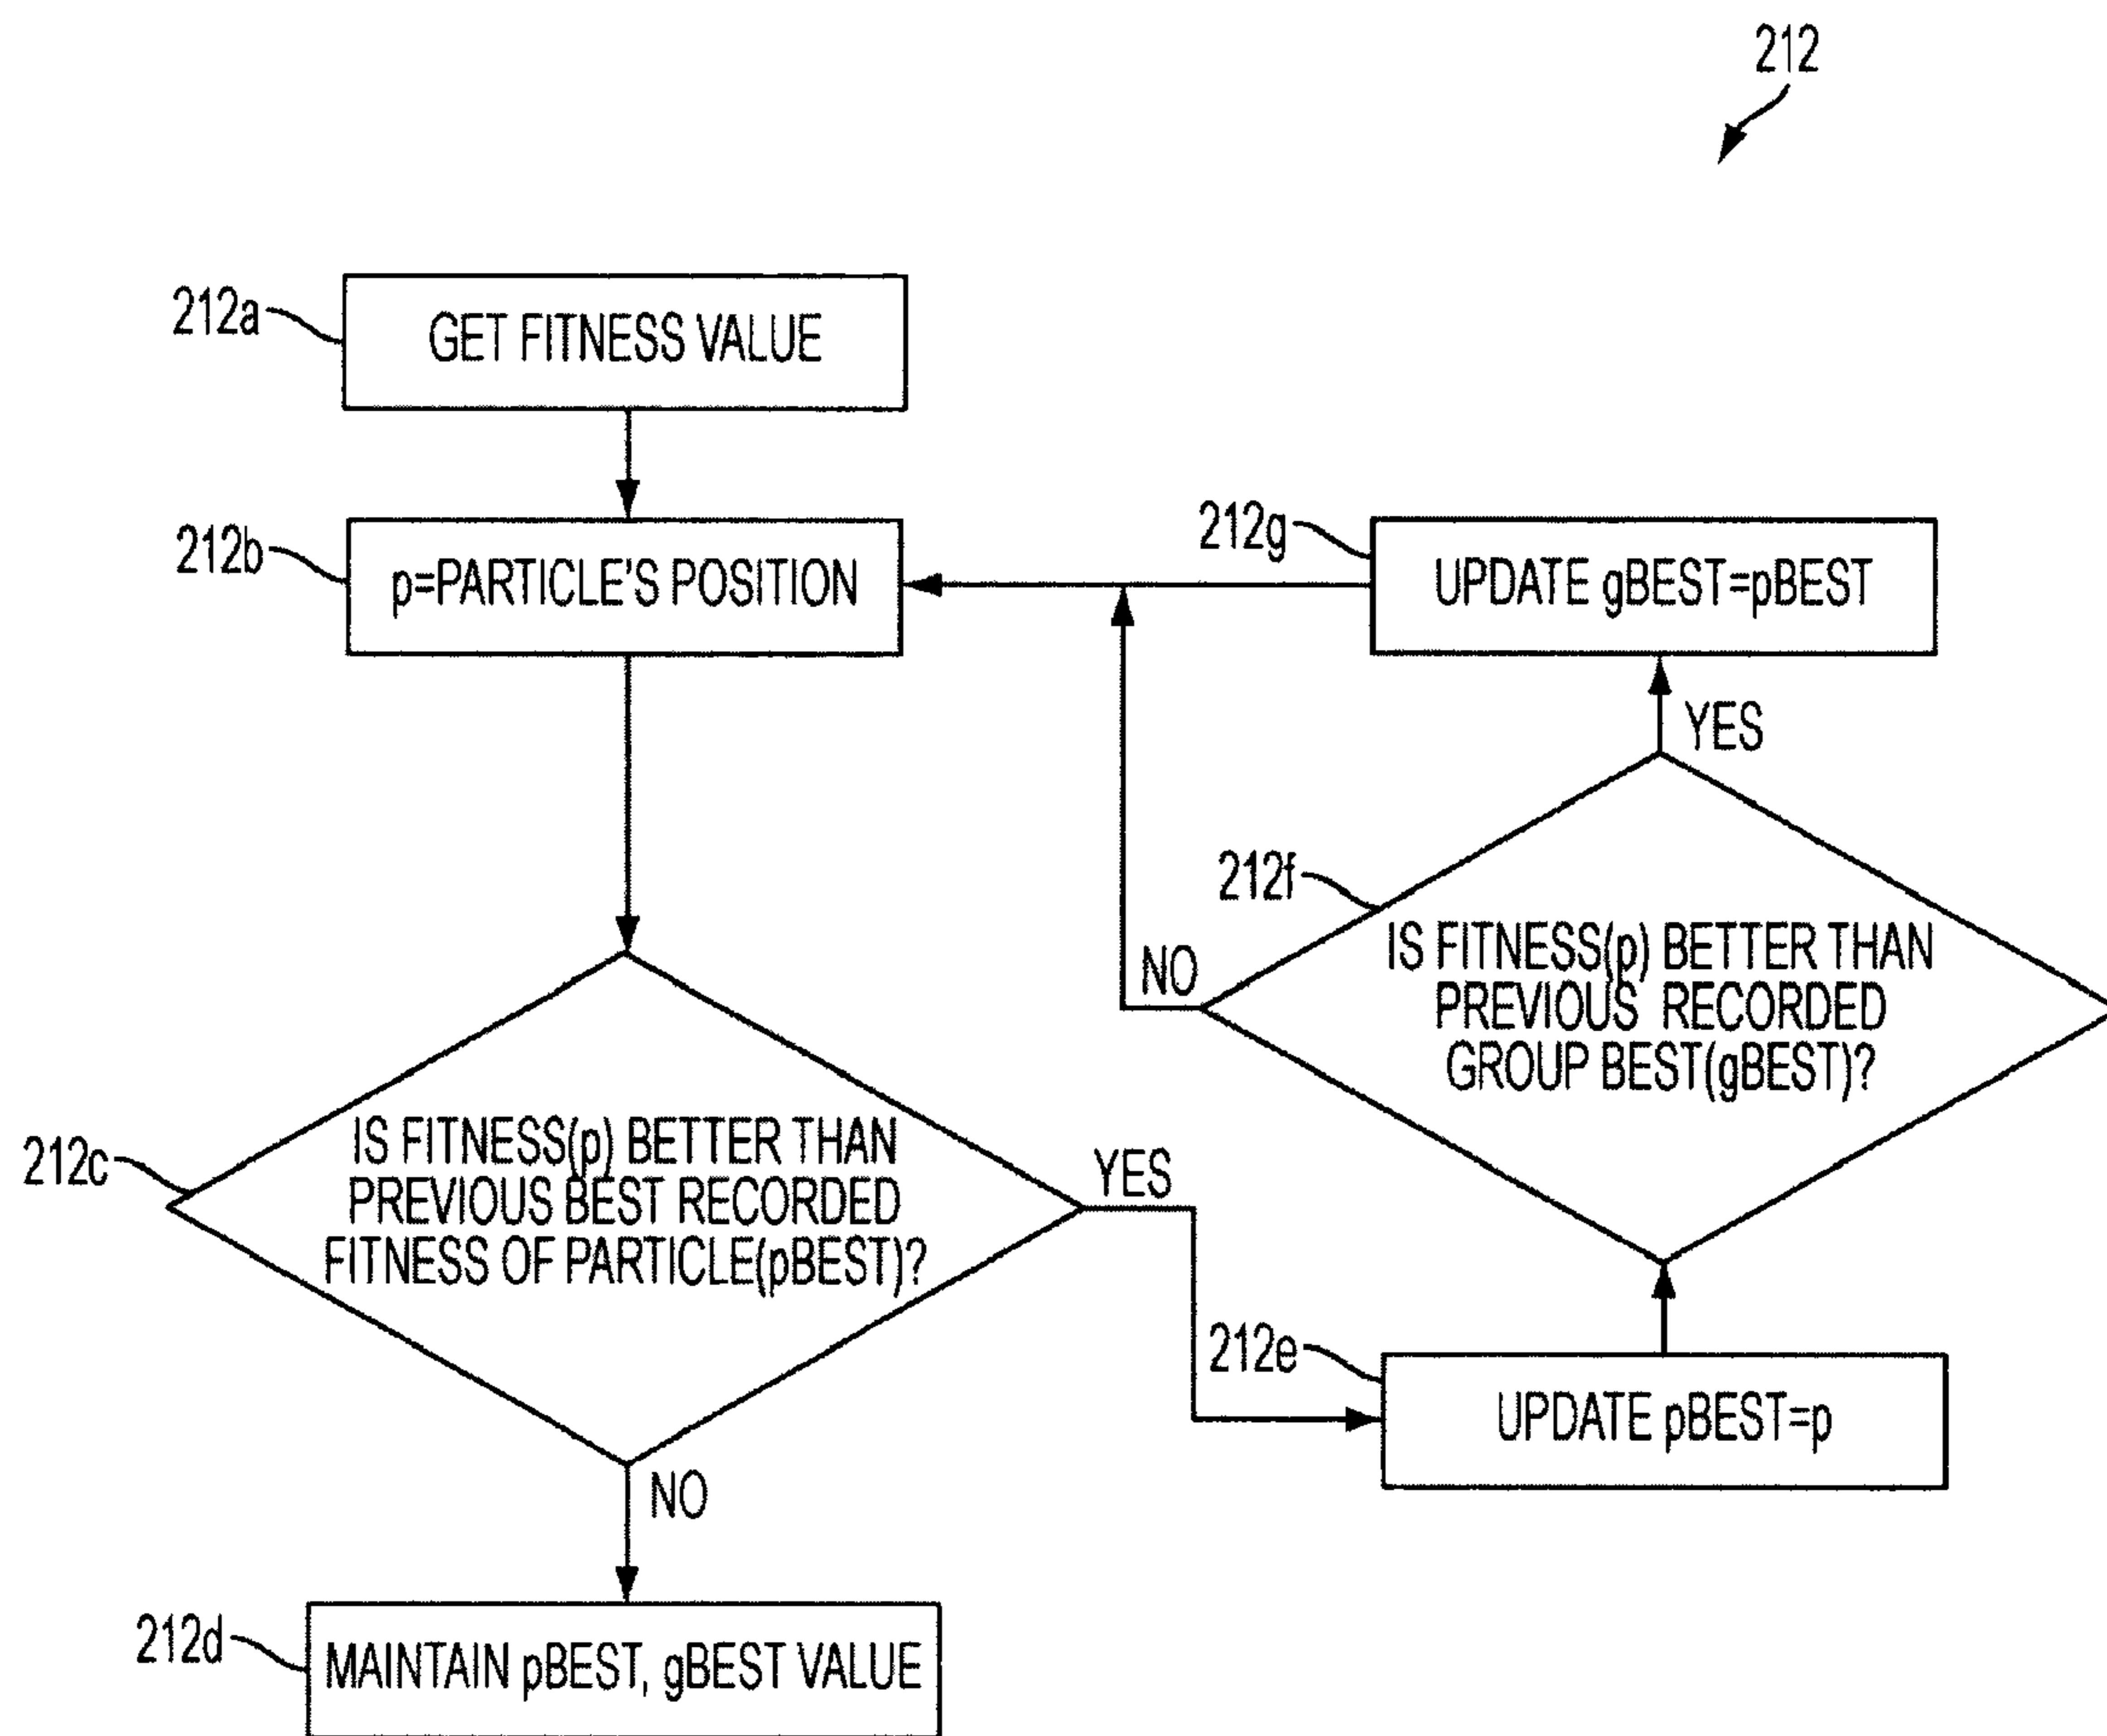 212
212a
GET FITNESS VALUE
212b
p=PARTICLE'S POSITION
212g
UPDATE gBEST=pBEST
YES
212f
IS FITNESS(p) BETTER THAN
PREVIOUS RECORDED
GROUP BEST(gBEST)?
NO
212c
IS FITNESS(p) BETTER THAN
PREVIOUS BEST RECORDED
FITNESS OF PARTICLE(pBEST)?
YES
212e
UPDATE pBEST=p
NO
212d
MAINTAIN pBEST, gBEST VALUE